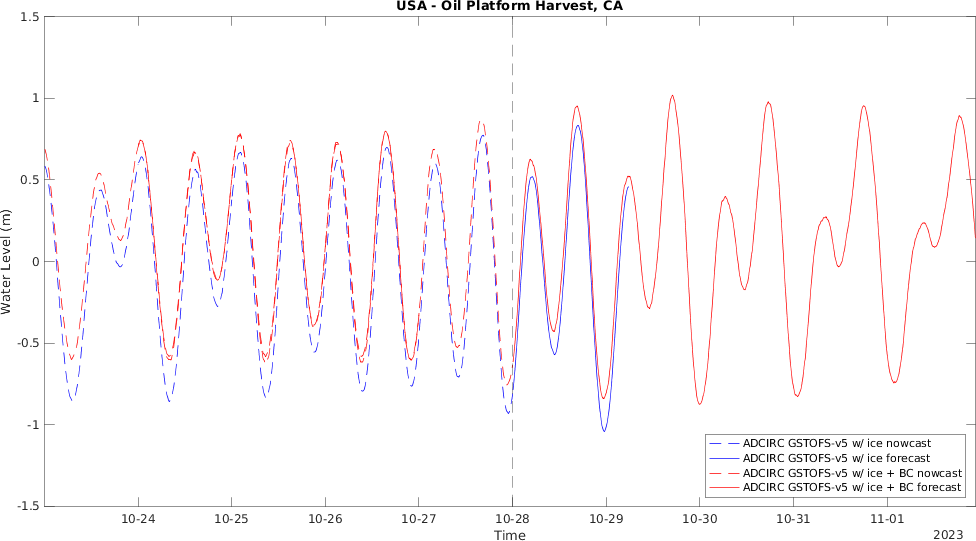 USA - Oil Platform Harvest, CA
1.5
1
0.5
0
-0.5
-1
-1.5
Water Level (m)
10-24 10-25 10-26 10-27 10-28 10-29 10-30 10-31 11-01
Time
2023
ADCIRC GSTOFS-v5 w/ ice nowcast
ADCIRC GSTOFS-v5 w/ ice forecast
ADCIRC GSTOFS-v5 w/ ice + BC nowcast
ADCIRC GSTOFS-v5 w/ ice + BC forecast